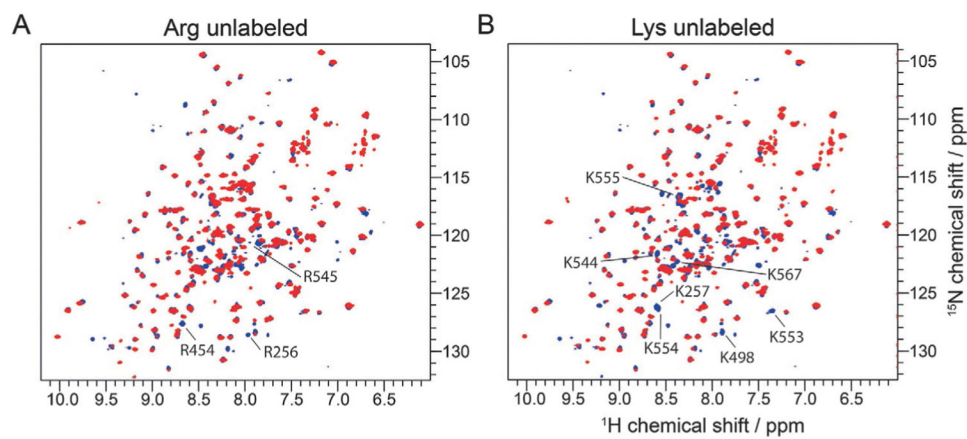 A
Arg unlabeled
B
Lys unlabeled
105
110
115
120
125
130
R545
R454
R256
10.0 9.5 9.0 8.5 8.0 7.5 7.0 6.5
K555
K544
K567
K257
K554
K498
K553
105
110
115
120
125
130
¹⁵N chemical shift / ppm
10.0 9.5 9.0 8.5 8.0 7.5 7.0 6.5
¹H chemical shift / ppm